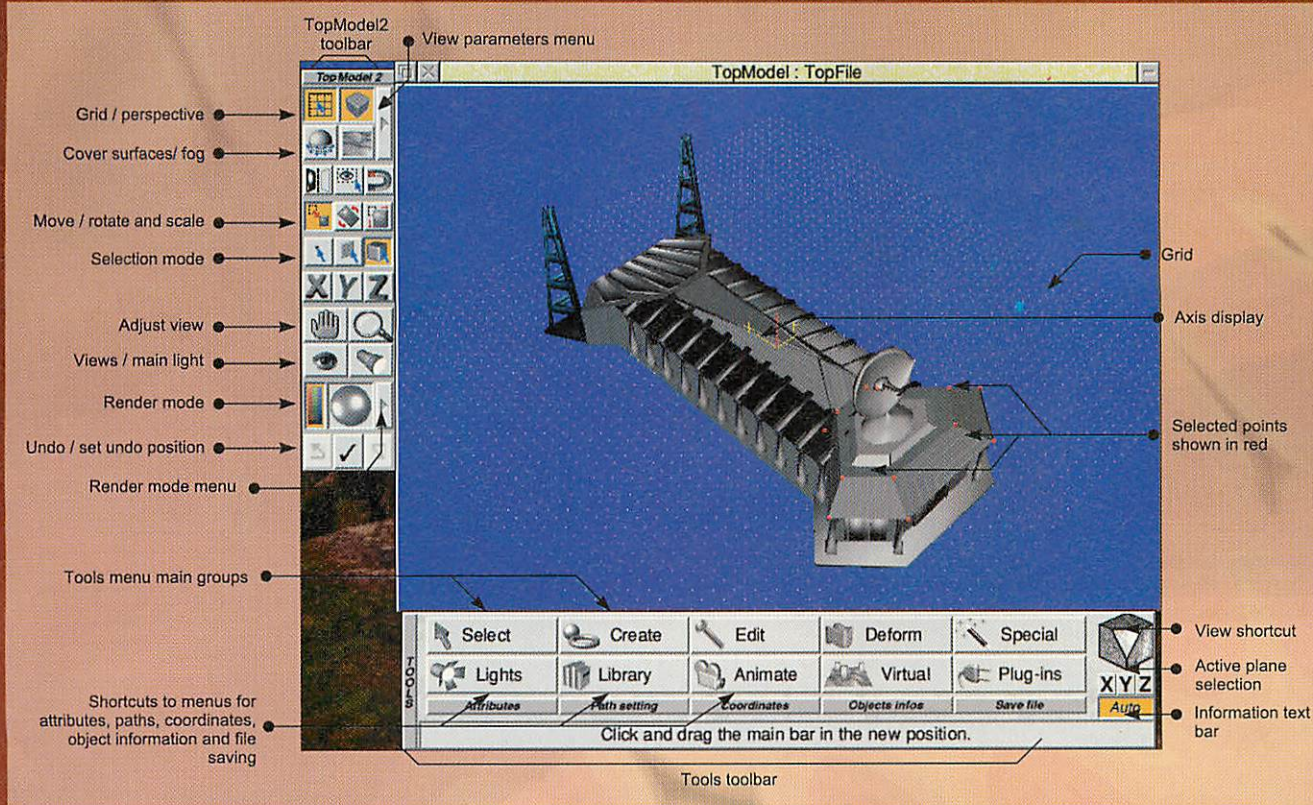 TopModel2
toolbar
View parameters menu
TopModel 2
TopModel : TopFile
Grid / perspective
Cover surfaces/ fog
Move / rotate and scale
Selection mode
X Y Z
Adjust view
Views / main light
Render mode
Undo / set undo position
Render mode menu
Grid
Axis display
Selected points
shown in red
Tools menu main groups
TOOLS
Select
Create
Edit
Deform
Special
Lights
Library
Animate
Virtual
Plug-ins
Attributes
Path setting
Coordinates
Objects infos
Save file
X Y Z
Auto
Click and drag the main bar in the new position.
View shortcut
Active plane
selection
Information text
bar
Shortcuts to menus for
attributes, paths, coordinates,
object information and file
saving
Tools toolbar